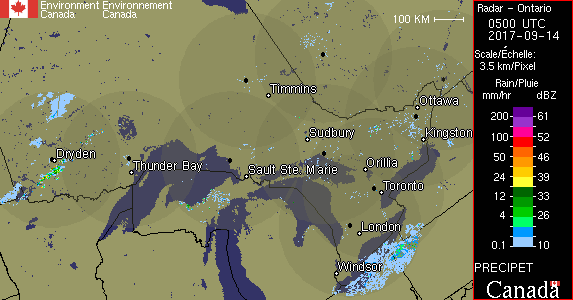 Environment Environnement
Canada Canada
100 KM
Timmins
Ottawa
Sudbury
Kingston
Dryden
Thunder Bay
Sault Ste. Marie
Orillia
Toronto
London
Windsor
Radar - Ontario
0500 UTC
2017-09-14
Scale/Échelle:
3.5 km/Pixel
Rain/Pluie
mm/hr dBZ
200 61
100 52
50 46
24 39
12 33
4 26
0.1 10
PRECIPET
Canada